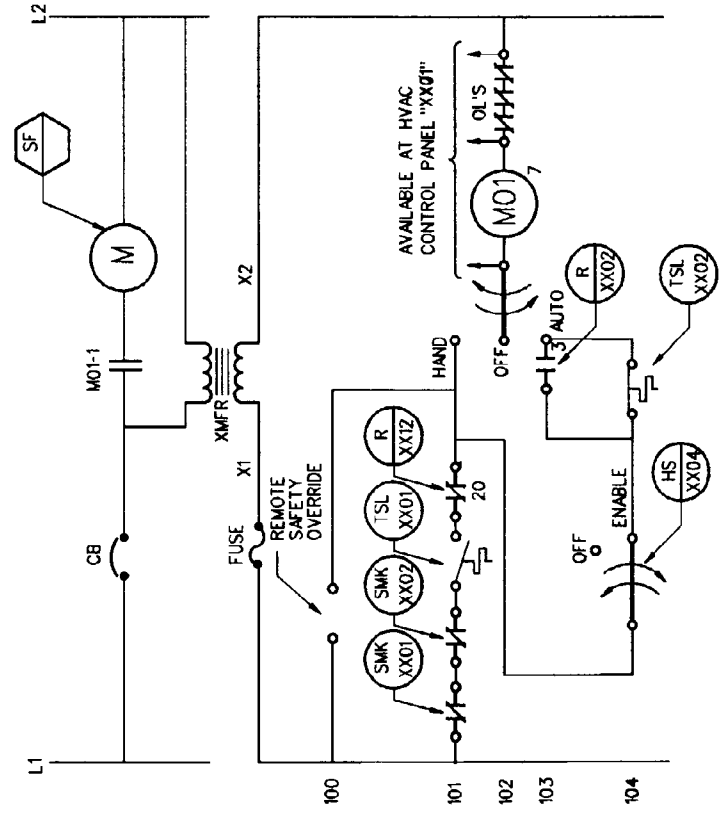 L1
L2
SF
M
CB
M01-1
XMFR
X1
X2
FUSE
REMOTE
SAFETY
OVERRIDE
AVAILABLE AT HVAC
CONTROL PANEL "XX01"
OL'S
M01
7
100
101
102
103
104
SMK
XX01
SMK
XX02
TSL
XX01
R
XX12
20
HAND
OFF
AUTO
3
R
XX02
TSL
XX02
OFF
ENABLE
HS
XX04